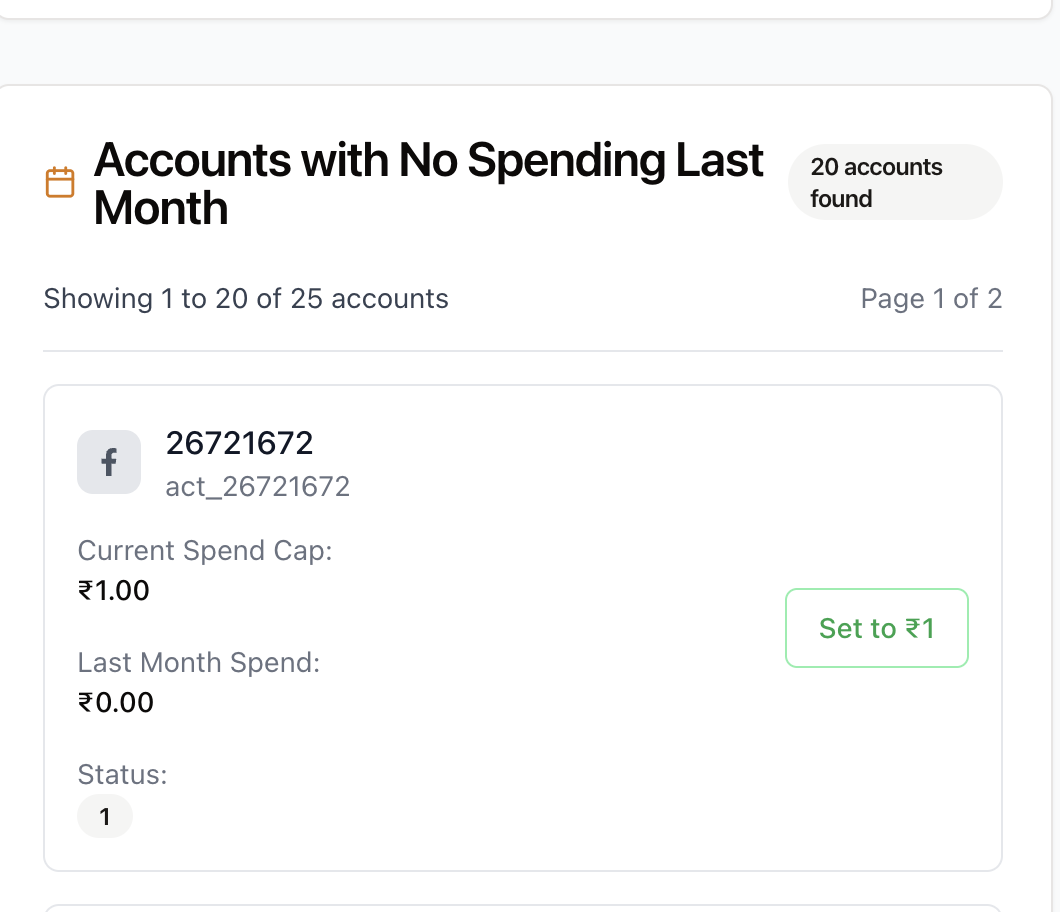 Accounts with No Spending Last
Month
20 accounts
found
Showing 1 to 20 of 25 accounts
Page 1 of 2
26721672
act_26721672
Current Spend Cap:
₹1.00
Set to ₹1
Last Month Spend:
₹0.00
Status:
1